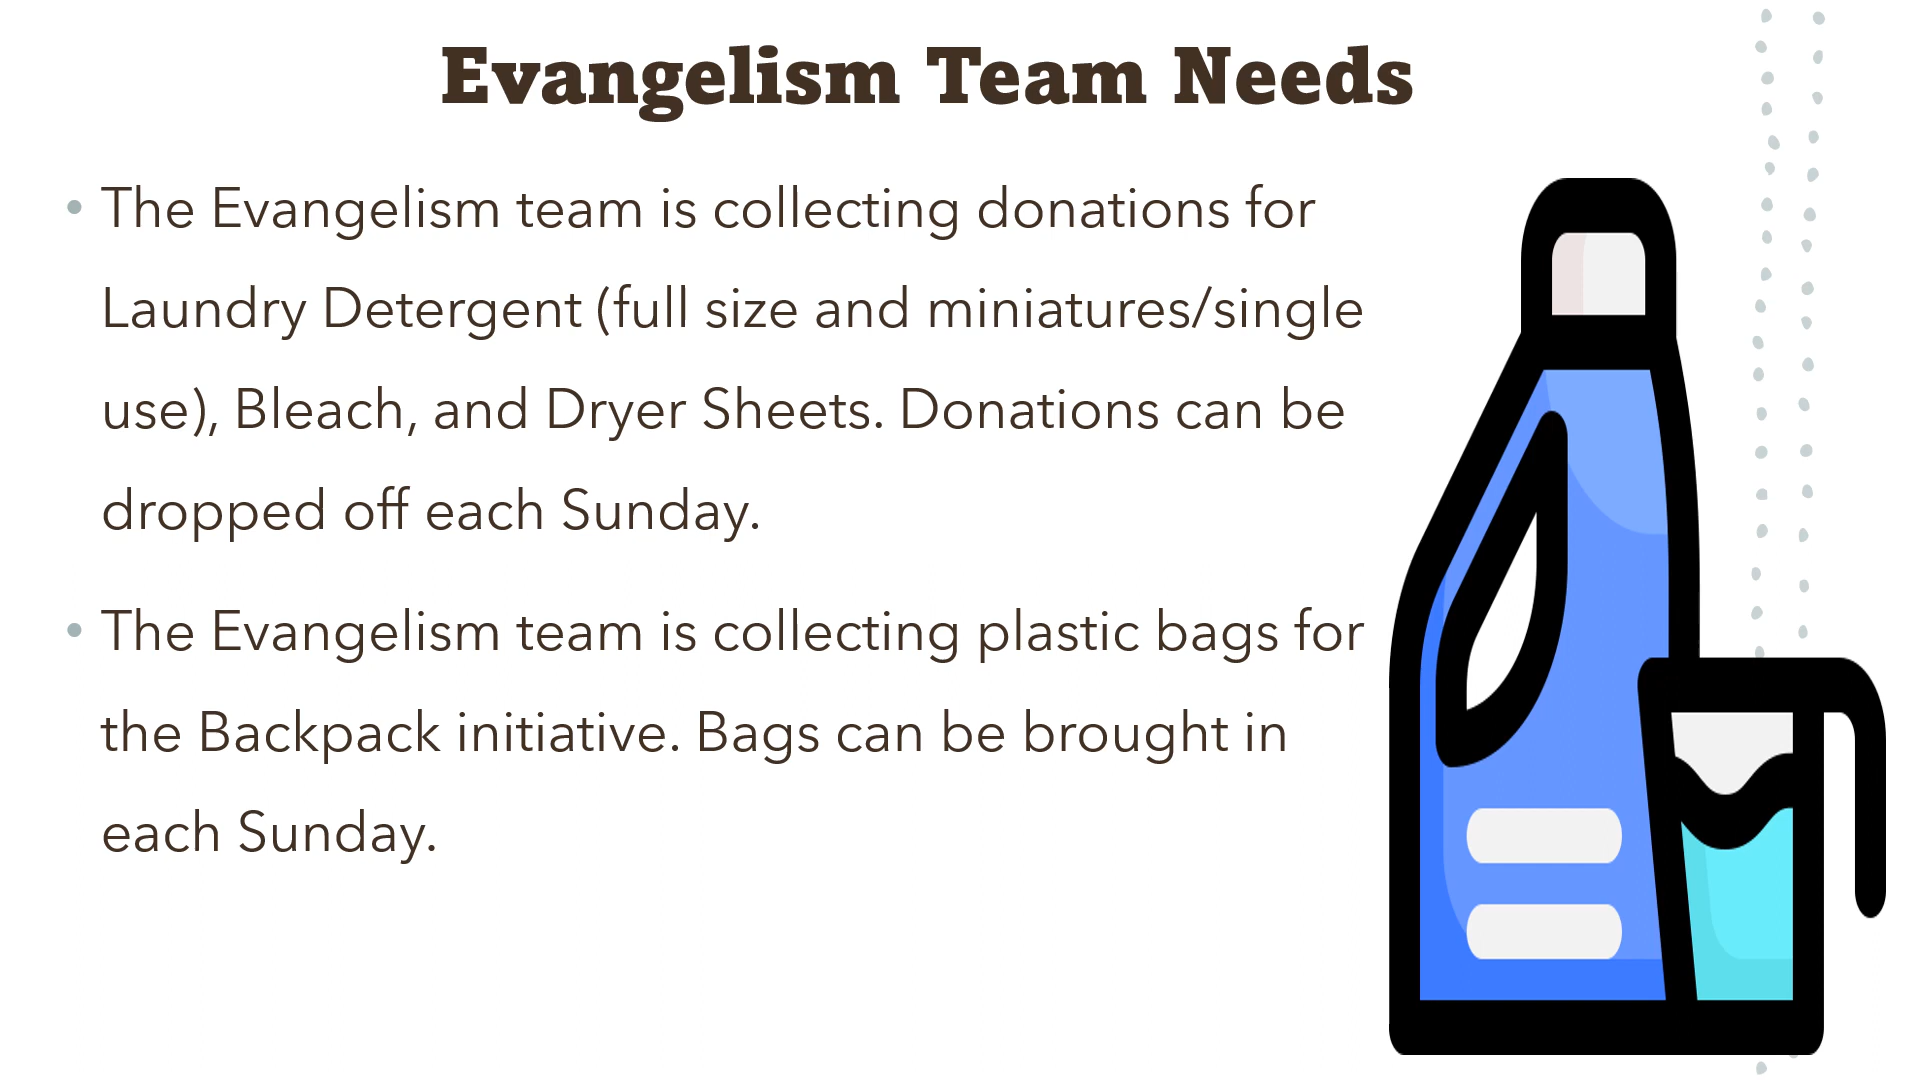 Evangelism Team Needs
• The Evangelism team is collecting donations for
Laundry Detergent (full size and miniatures/single
use), Bleach, and Dryer Sheets. Donations can be
dropped off each Sunday.
• The Evangelism team is collecting plastic bags for
the Backpack initiative. Bags can be brought in
each Sunday.